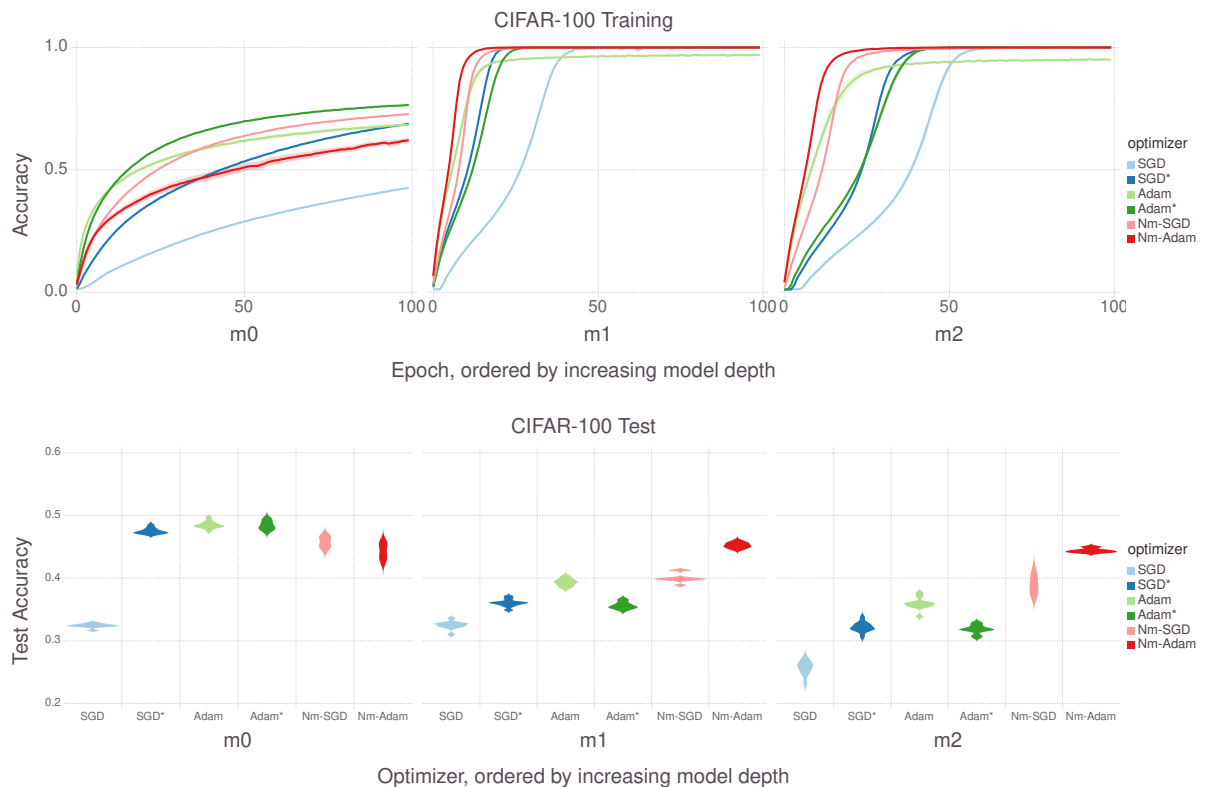 CIFAR-100 Training
Accuracy
1.0
0.5
0.0
0 50 100 0 50 100 0 50 100
m0 m1 m2
Epoch, ordered by increasing model depth
optimizer
SGD
SGD*
Adam
Adam*
Nm-SGD
Nm-Adam
CIFAR-100 Test
Test Accuracy
0.6
0.5
0.4
0.3
0.2
SGD SGD* Adam Adam* Nm-SGD Nm-Adam SGD SGD* Adam Adam* Nm-SGD Nm-Adam SGD SGD* Adam Adam* Nm-SGD Nm-Adam
m0 m1 m2
Optimizer, ordered by increasing model depth
optimizer
SGD
SGD*
Adam
Adam*
Nm-SGD
Nm-Adam